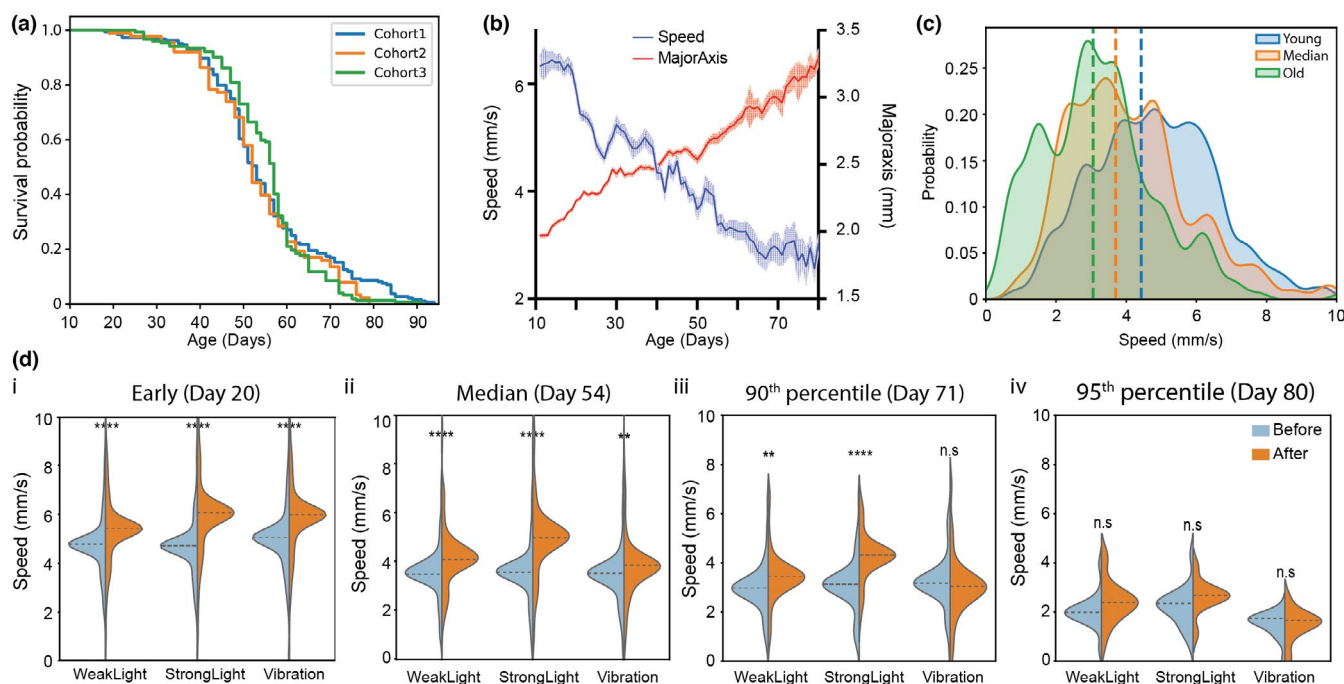 (a)
Survival probability
1.0
0.8
0.6
0.4
0.2
0
10 20 30 40 50 60 70 80 90
Age (Days)
Cohort1
Cohort2
Cohort3
(b)
Speed (mm/s)
6
4
2
Speed
MajorAxis
3.5
3.0
2.5
2.0
1.5
Majoraxis (mm)
10 30 50 70
Age (Days)
(c)
Probability
0.25
0.20
0.15
0.10
0.05
0
Young
Median
Old
0 2 4 6 8 10
Speed (mm/s)
(d)
i
Early (Day 20)
Speed (mm/s)
10
8
6
4
2
0
**** **** ****
WeakLight StrongLight Vibration
ii
Median (Day 54)
Speed (mm/s)
10
8
6
4
2
0
**** **** **
WeakLight StrongLight Vibration
iii
90th percentile (Day 71)
Speed (mm/s)
10
8
6
4
2
0
** **** n.s
WeakLight StrongLight Vibration
iv
95th percentile (Day 80)
Speed (mm/s)
10
8
6
4
2
0
Before
After
n.s n.s n.s
WeakLight StrongLight Vibration